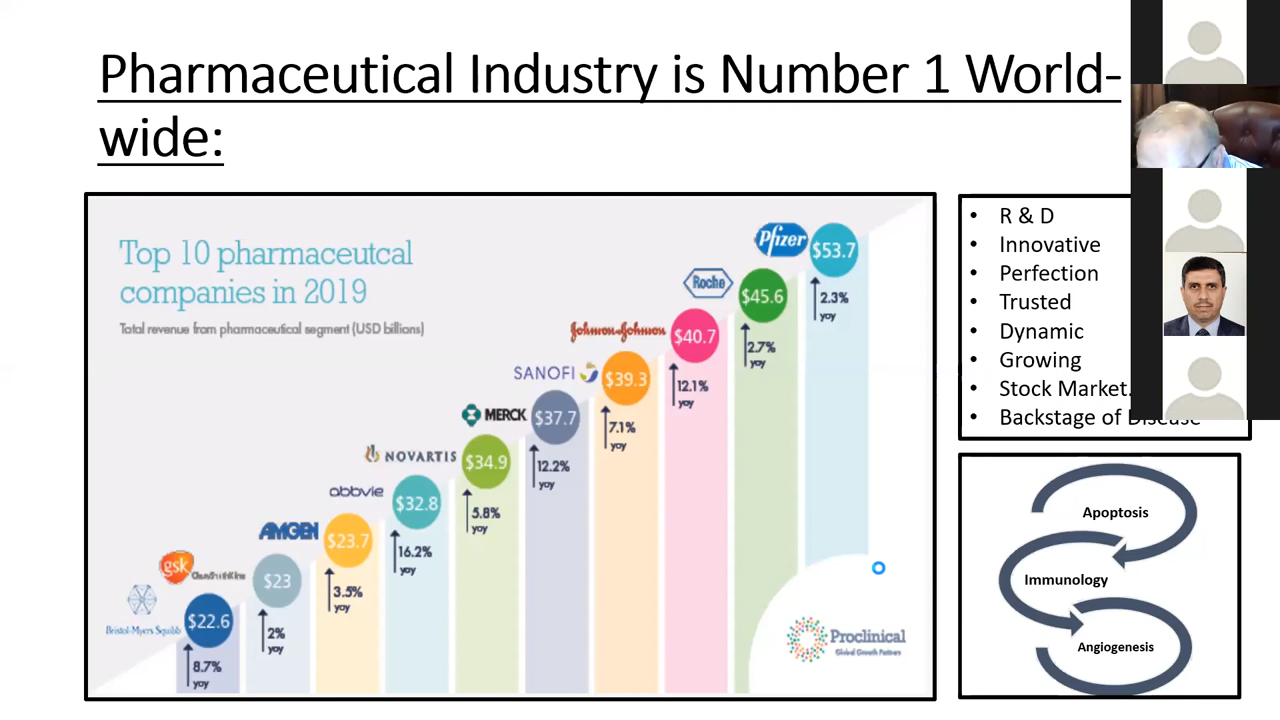 Pharmaceutical Industry is Number 1 World-
wide:
Top 10 pharmaceutcal
companies in 2019
Total revenue from pharmaceutical segment (USD billions)
Pfizer
$53.7
2.3%
yoy
Roche
$45.6
2.7%
yoy
Johnson&Johnson
$40.7
12.1%
yoy
SANOFI
$39.3
7.1%
yoy
MERCK
$37.7
12.2%
yoy
NOVARTIS
$34.9
5.8%
yoy
abbvie
$32.8
16.2%
yoy
AMGEN
$23.7
3.5%
yoy
gsk
GlaxoSmithKline
$23
2%
yoy
Bristol-Myers Squibb
$22.6
8.7%
yoy
Proclinical
Global Growth Partners
• R & D
• Innovative
• Perfection
• Trusted
• Dynamic
• Growing
• Stock Market.
• Backstage of Disease
Apoptosis
Immunology
Angiogenesis